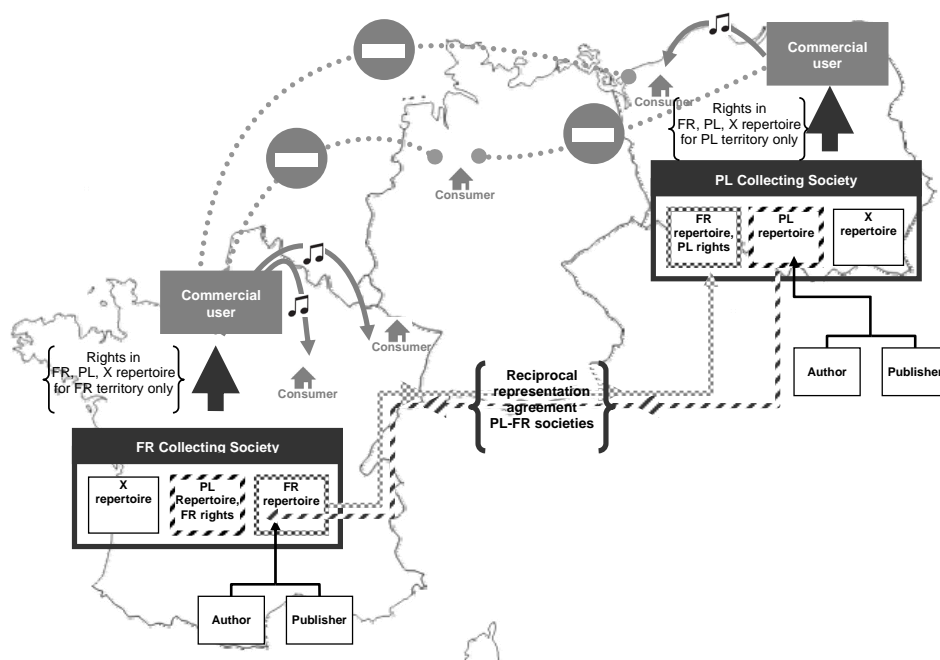 Commercial
user
Consumer
Rights in
FR, PL, X repertoire
for PL territory only
Consumer
PL Collecting Society
FR
repertoire,
PL rights
PL
repertoire
X
repertoire
Commercial
user
Consumer
Rights in
FR, PL, X repertoire
for FR territory only
Consumer
Author
Publisher
Reciprocal
representation
agreement
PL-FR societies
FR Collecting Society
X
repertoire
PL
Repertoire,
FR rights
FR
repertoire
Author
Publisher